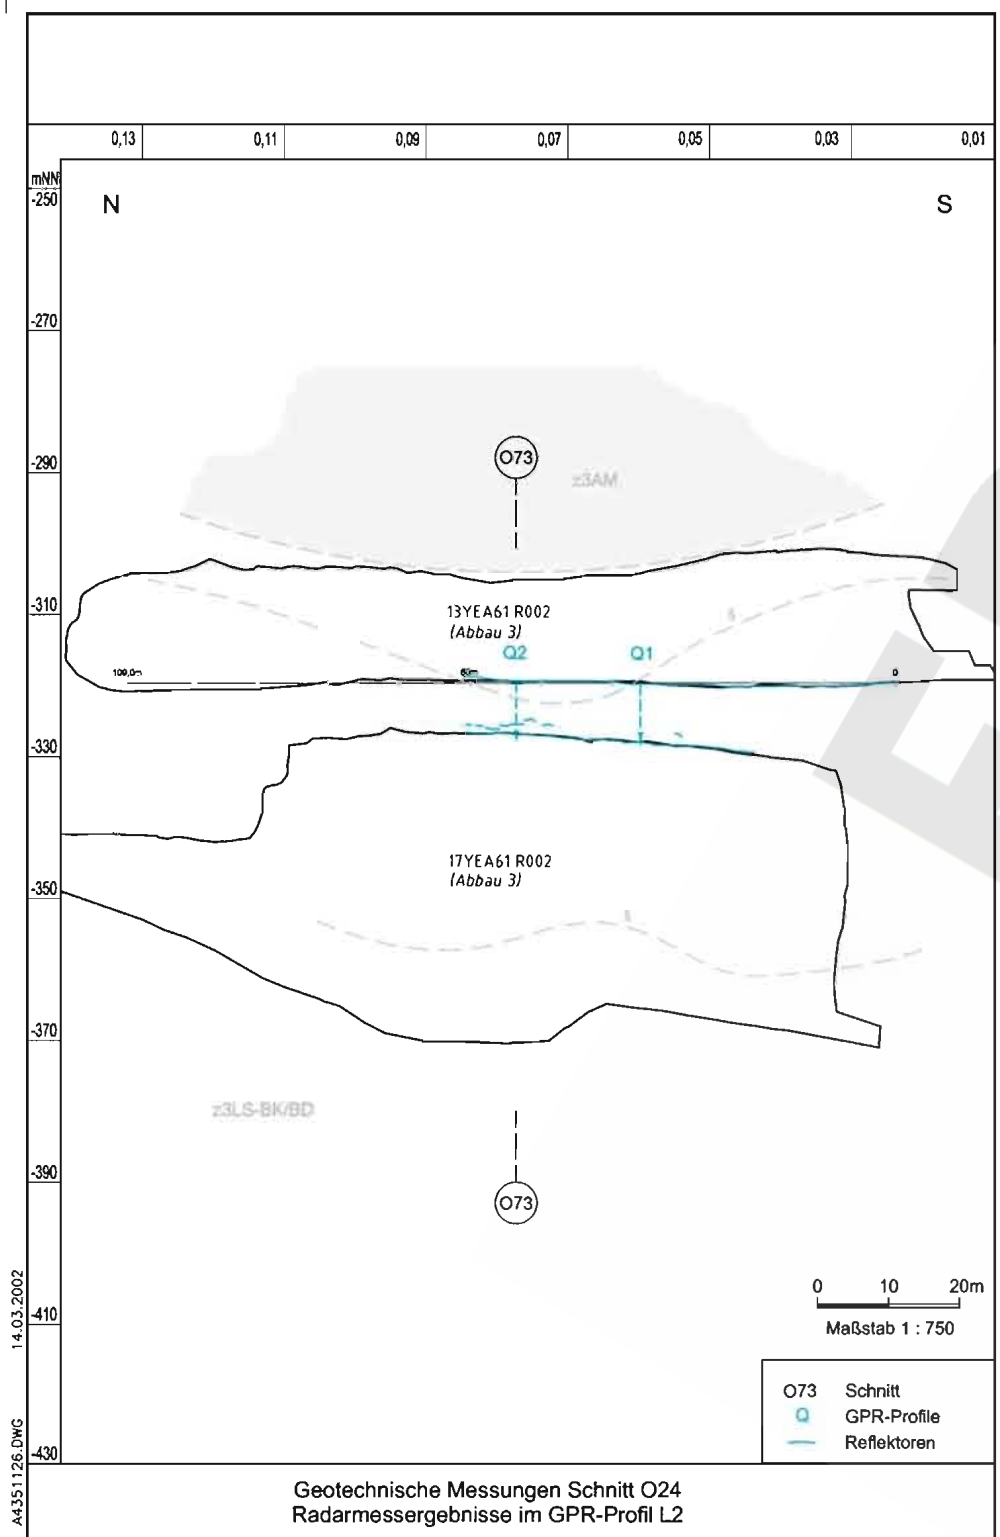 0,13 0,11 0,09 0,07 0,05 0,03 0,01
mNN
-250
N S
-270
-290
O73
z3AM
-310
13YEA61 R002
(Abbau 3)
Q2 Q1
109,0m 60m 0
-330
17YEA61 R002
(Abbau 3)
-350
-370
z3LS-BK/BD
-390
O73
-410
-430
0 10 20m
Maßstab 1 : 750
O73 Schnitt
Q GPR-Profile
Reflektoren
Geotechnische Messungen Schnitt O24
Radarmessergebnisse im GPR-Profil L2
A4351126.DWG 14.03.2002